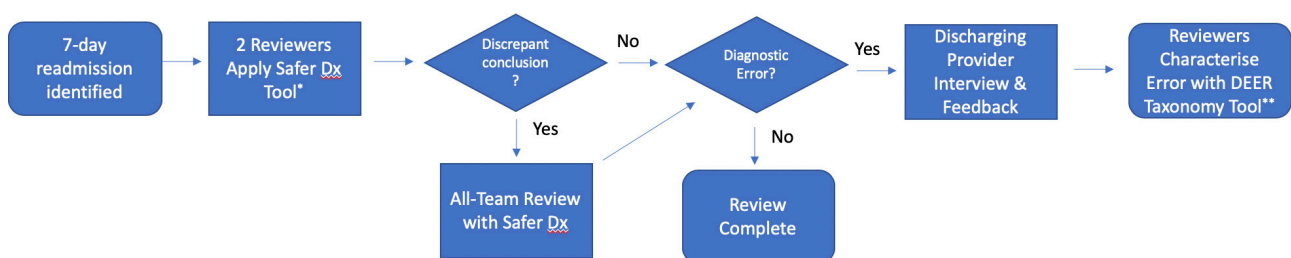 7-day
readmission
identified
2 Reviewers
Apply Safer Dx
Tool*
Discrepant
conclusion
?
No
Yes
All-Team Review
with Safer Dx
Diagnostic
Error?
Yes
No
Review
Complete
Discharging
Provider
Interview &
Feedback
Reviewers
Characterise
Error with DEER
Taxonomy Tool**